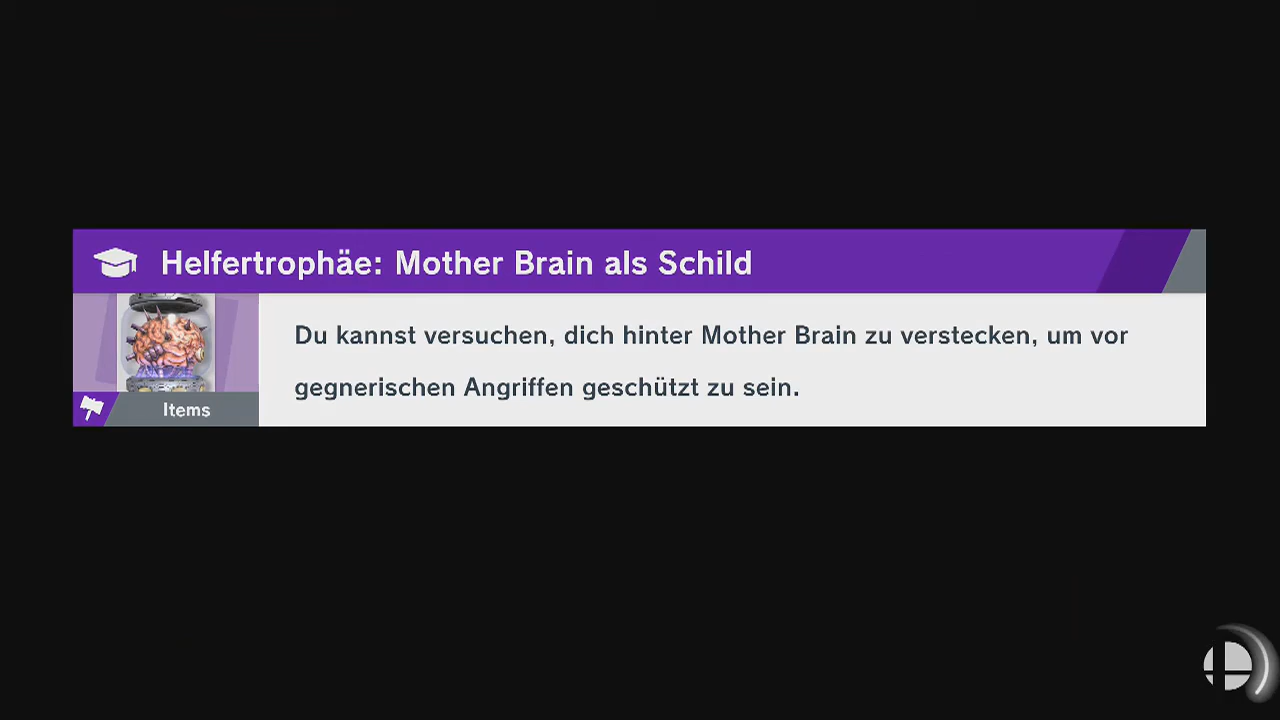 Helfertrophäe: Mother Brain als Schild
Du kannst versuchen, dich hinter Mother Brain zu verstecken, um vor
gegnerischen Angriffen geschützt zu sein.
Items